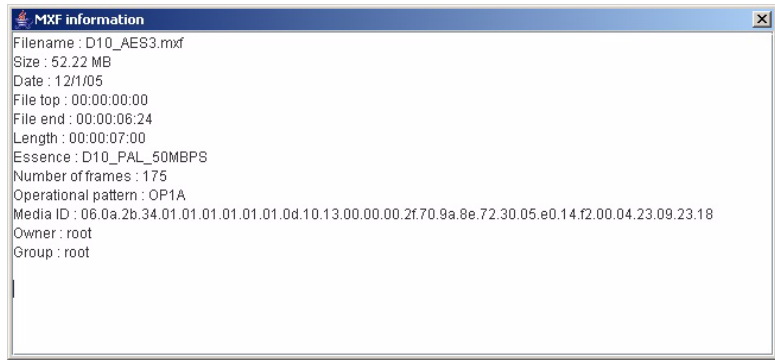 MXF information
Filename : D10_AES3.mxf
Size : 52.22 MB
Date : 12/1/05
File top : 00:00:00:00
File end : 00:00:06:24
Length : 00:00:07:00
Essence : D10_PAL_50MBPS
Number of frames : 175
Operational pattern : OP1A
Media ID : 06.0a.2b.34.01.01.01.01.01.01.0d.10.13.00.00.00.2f.70.9a.8e.72.30.05.e0.14.f2.00.04.23.09.23.18
Owner : root
Group : root